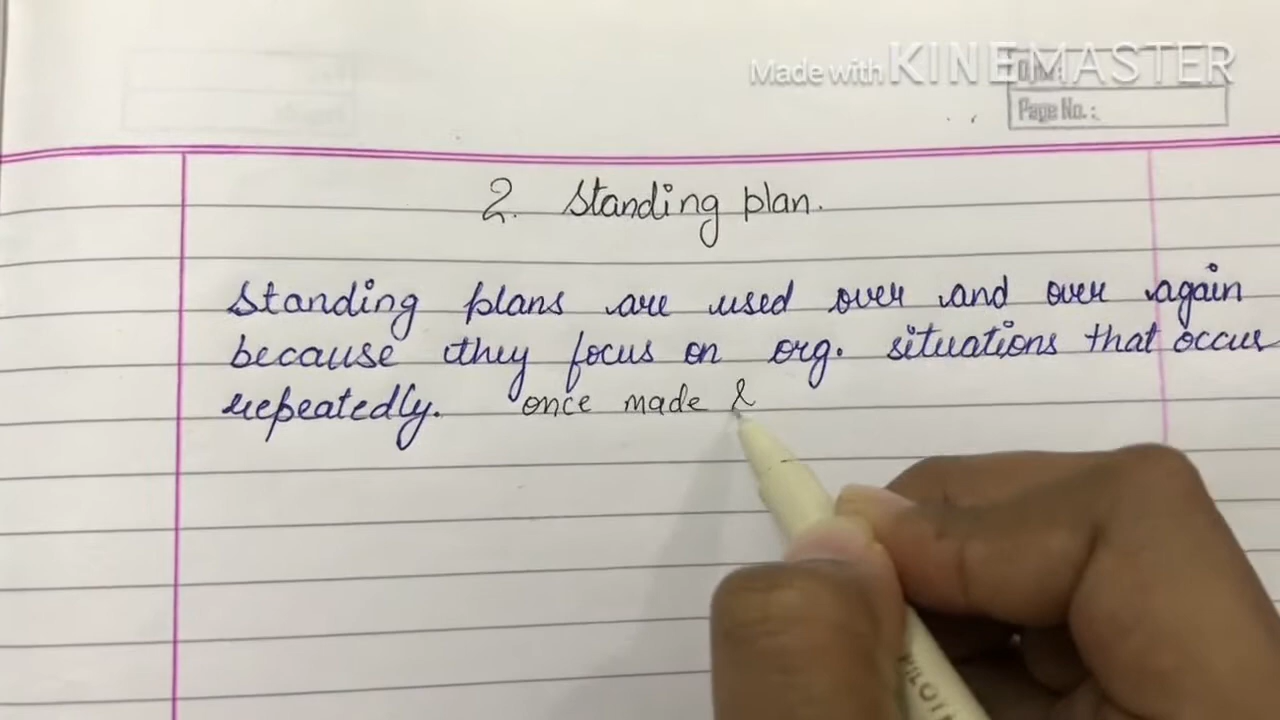 Made with KINEMASTER
Page No. :
2. Standing plan.
Standing plans are used over and over again
because they focus on org. situations that occur
repeatedly. once made &
PILOT